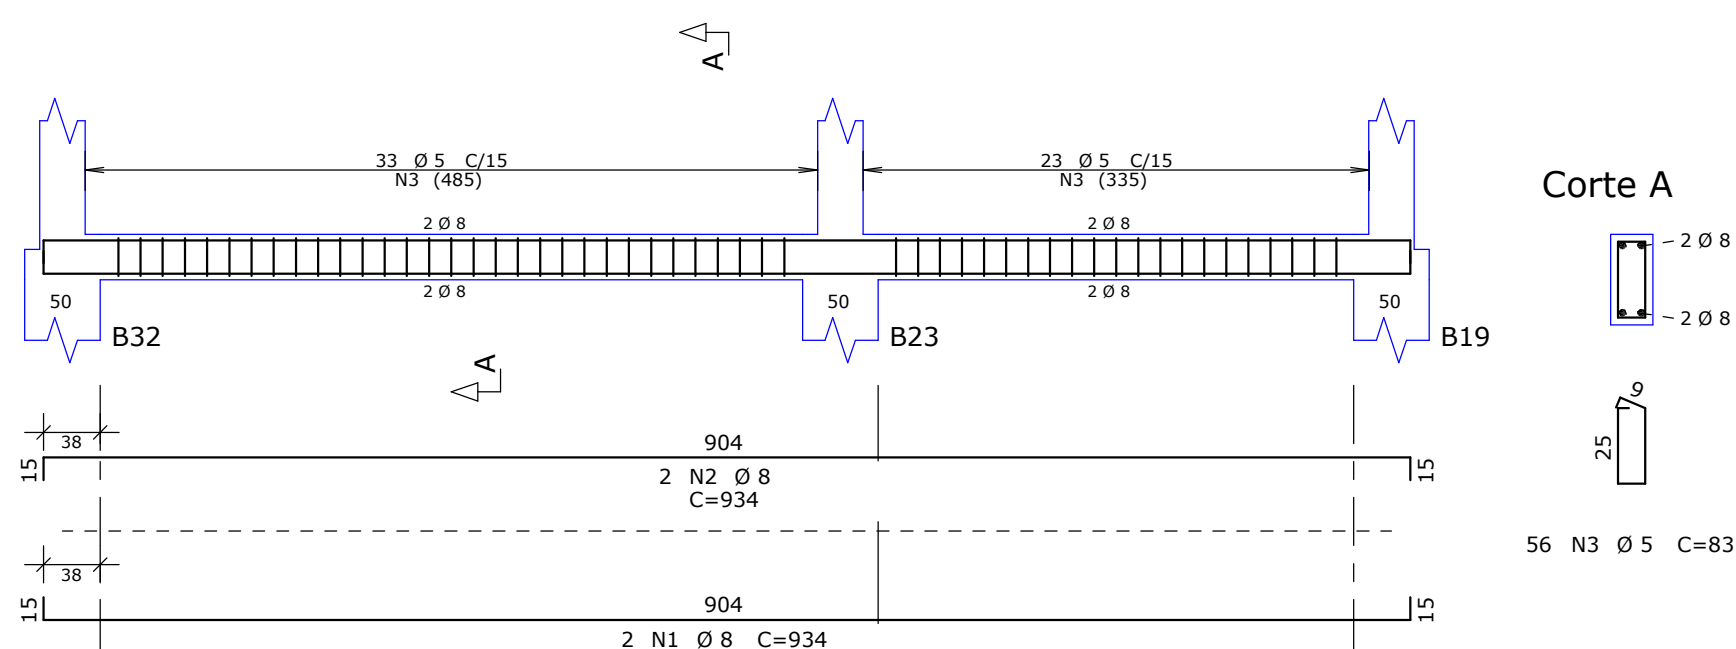 A
33 Ø 5 C/15
N3 (485)
23 Ø 5 C/15
N3 (335)
Corte A
2 Ø 8
2 Ø 8
2 Ø 8
2 Ø 8
2 Ø 8
2 Ø 8
50
50
50
B32
B23
B19
A
9
25
38
904
15
15
2 N2 Ø 8
C=934
56 N3 Ø 5 C=83
38
904
15
15
2 N1 Ø 8 C=934